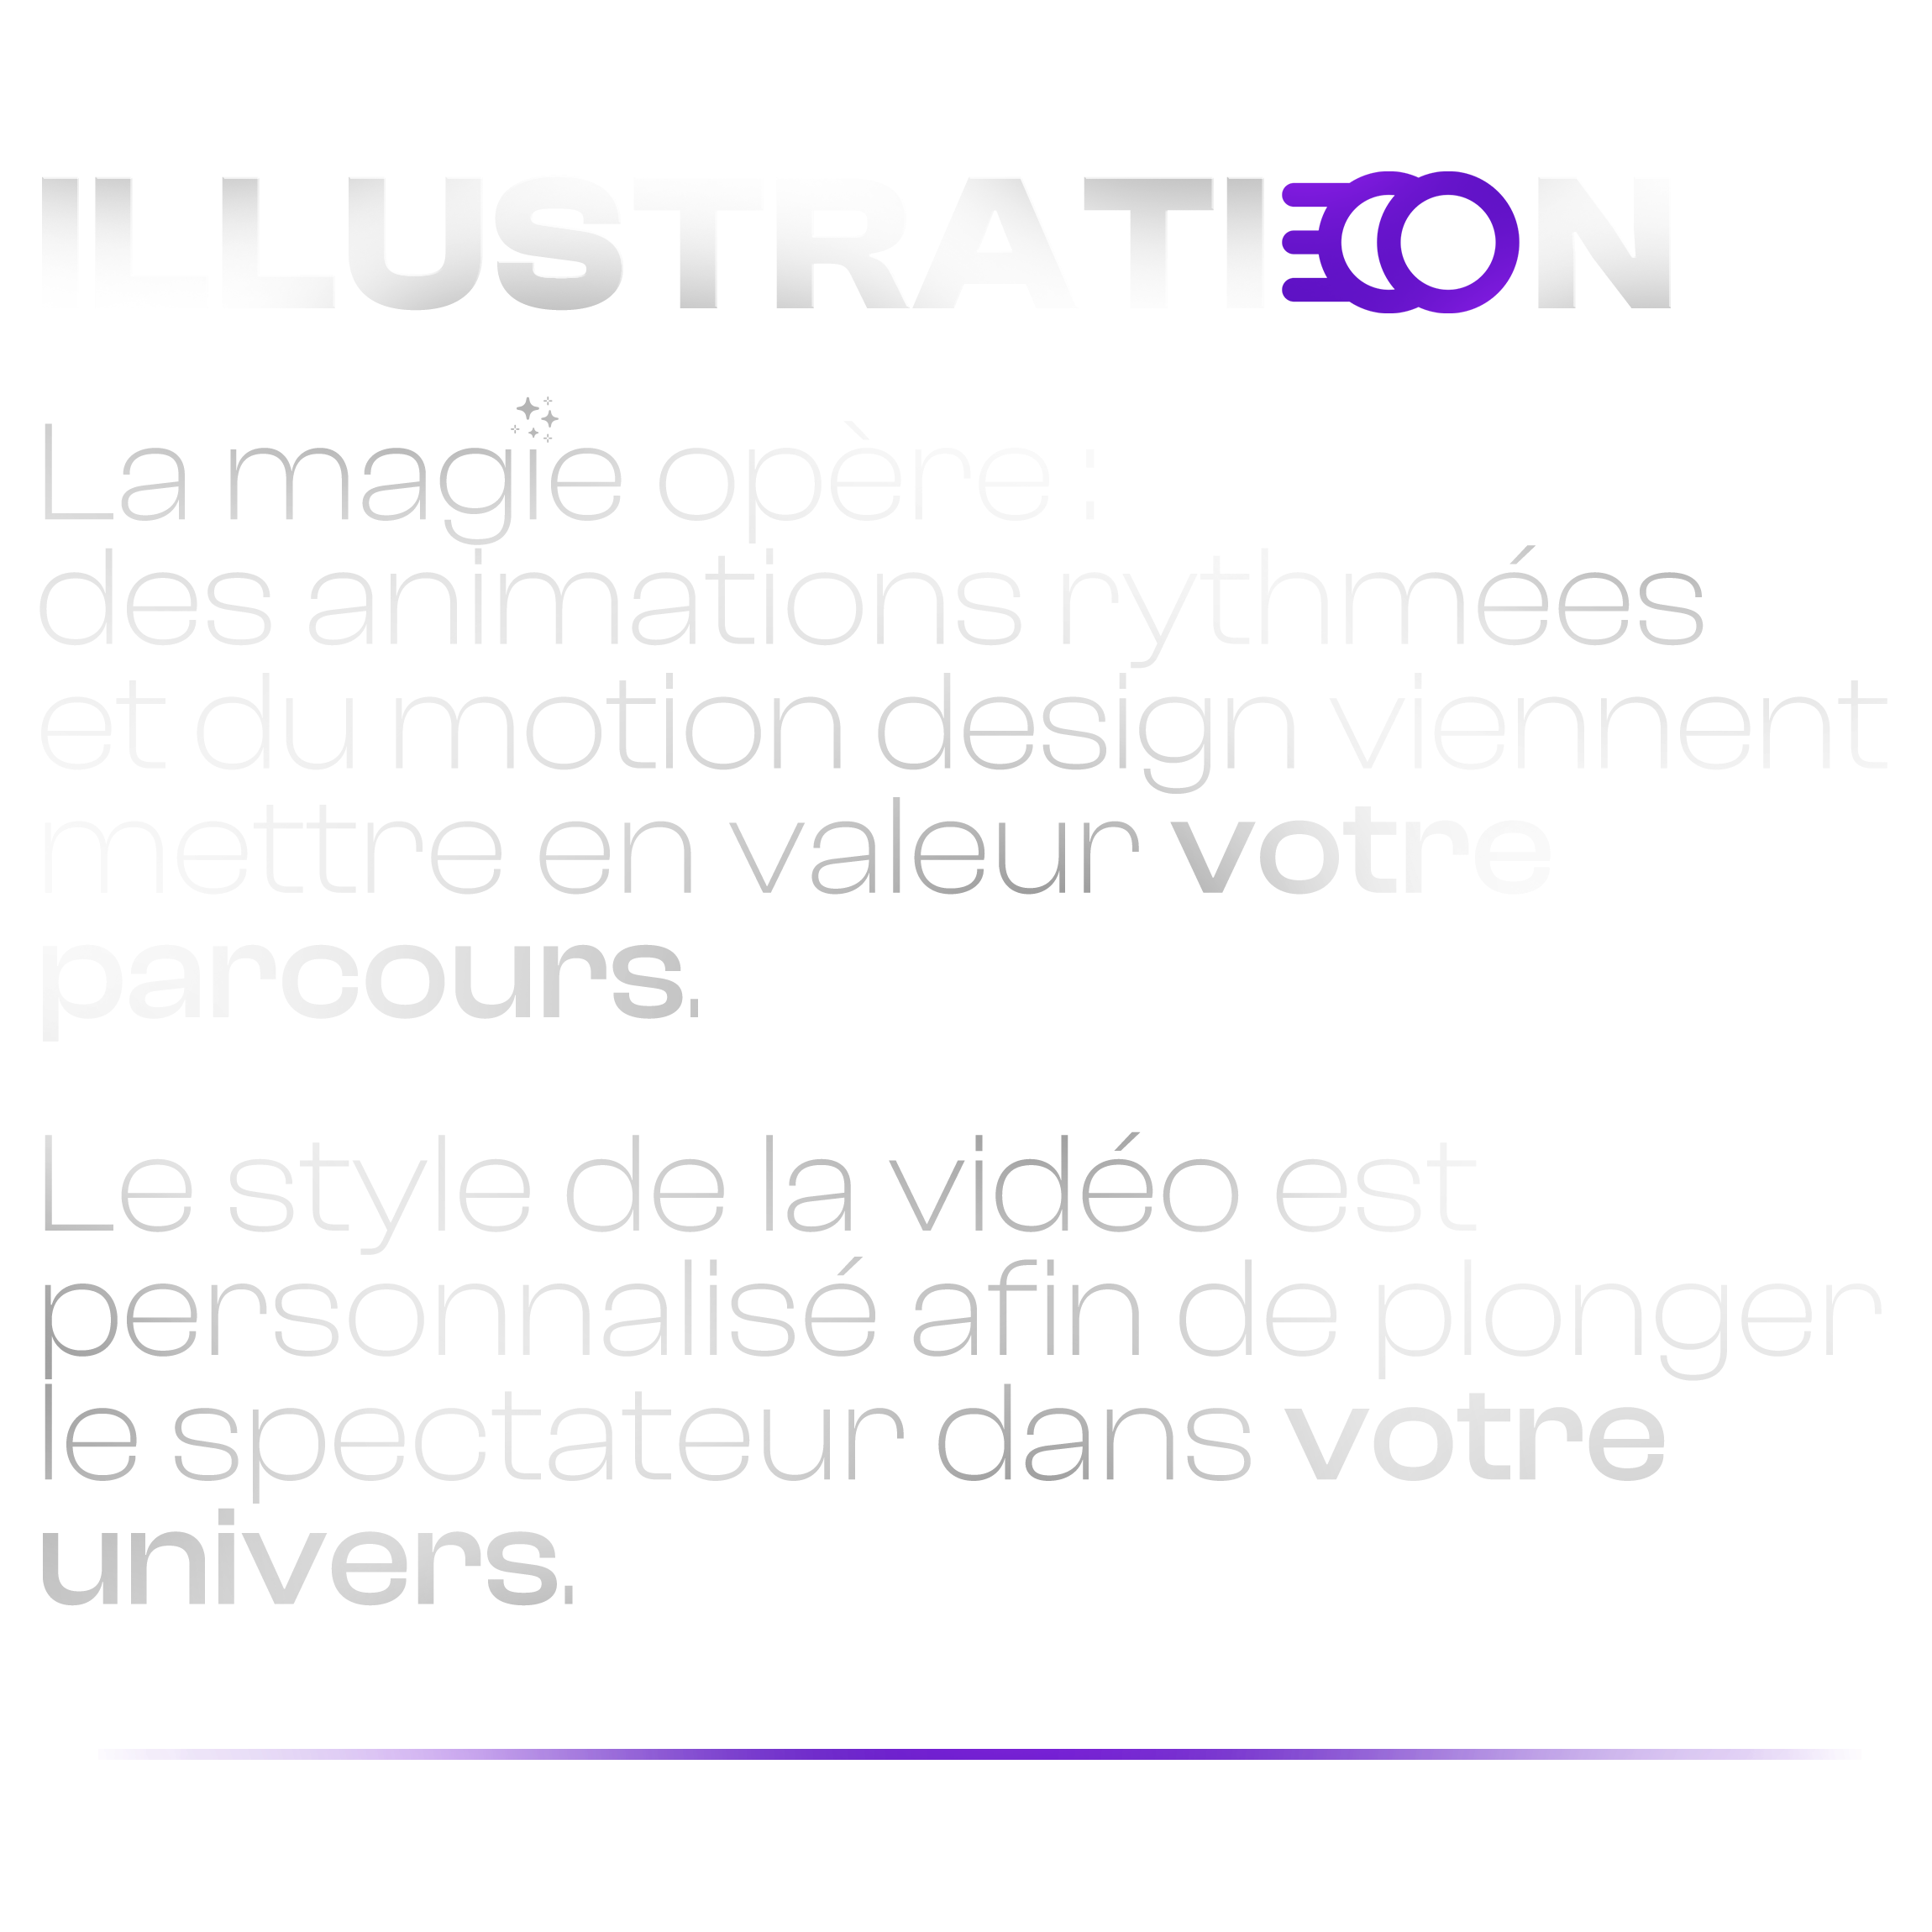 ILLUSTRATION
La magie opère :
des animations rythmées
et du motion design viennent
mettre en valeur votre
parcours.
Le style de la vidéo est
personnalisé afin de plonger
le spectateur dans votre
univers.